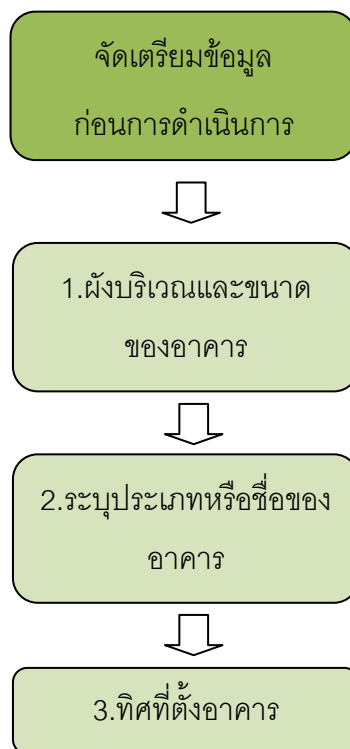 จัดเตรียมข้อมูล
ก่อนการดำเนินการ
1.ผังบริเวณและขนาด
ของอาคาร
2.ระบุประเภทหรือชื่อของ
อาคาร
3.ทิศที่ตั้งอาคาร